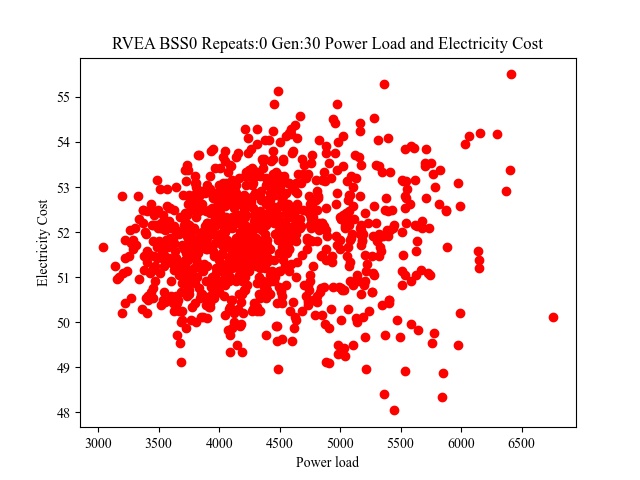 RVEA BSS0 Repeats:0 Gen:30 Power Load and Electricity Cost
55
54
53
52
51
50
49
48
Electricity Cost
3000 3500 4000 4500 5000 5500 6000 6500
Power load